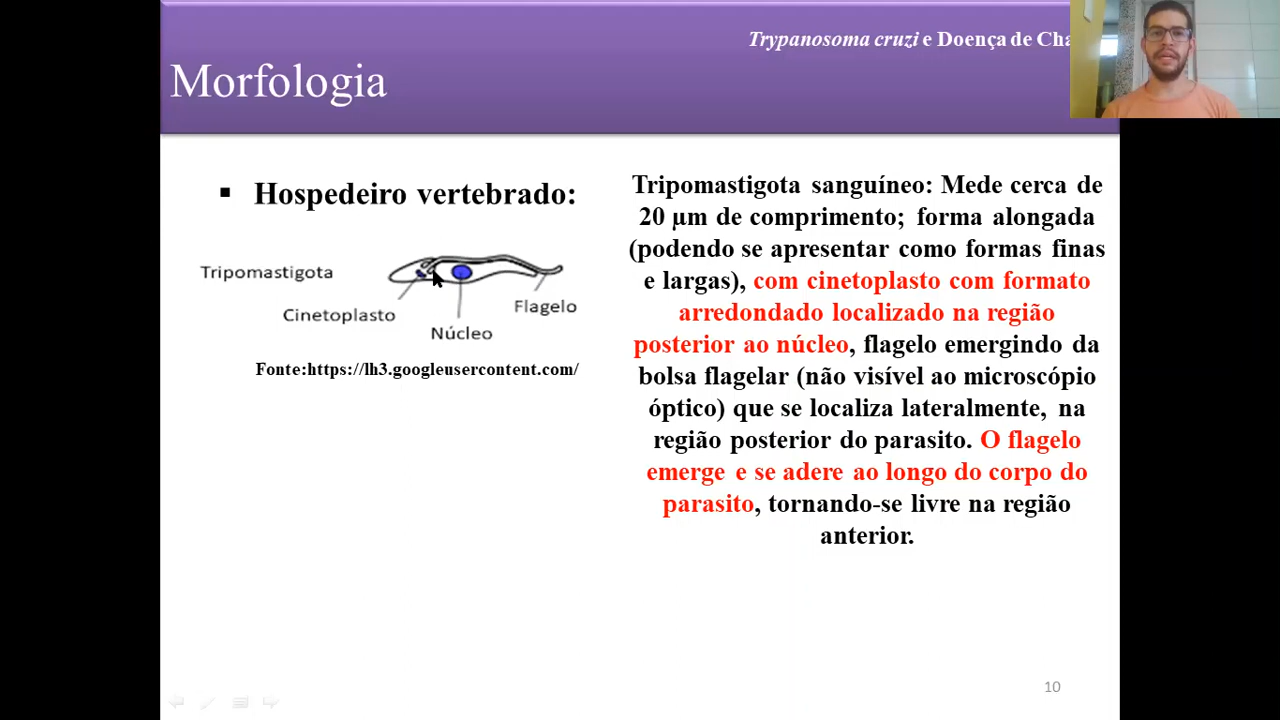 Trypanosoma cruzi e Doença de Cha
Morfologia
▪ Hospedeiro vertebrado:
Tripomastigota
Cinetoplasto
Núcleo
Flagelo
Fonte:https://lh3.googleusercontent.com/
Tripomastigota sanguíneo: Mede cerca de
20 µm de comprimento; forma alongada
(podendo se apresentar como formas finas
e largas), com cinetoplasto com formato
arredondado localizado na região
posterior ao núcleo, flagelo emergindo da
bolsa flagelar (não visível ao microscópio
óptico) que se localiza lateralmente, na
região posterior do parasito. O flagelo
emerge e se adere ao longo do corpo do
parasito, tornando-se livre na região
anterior.
10